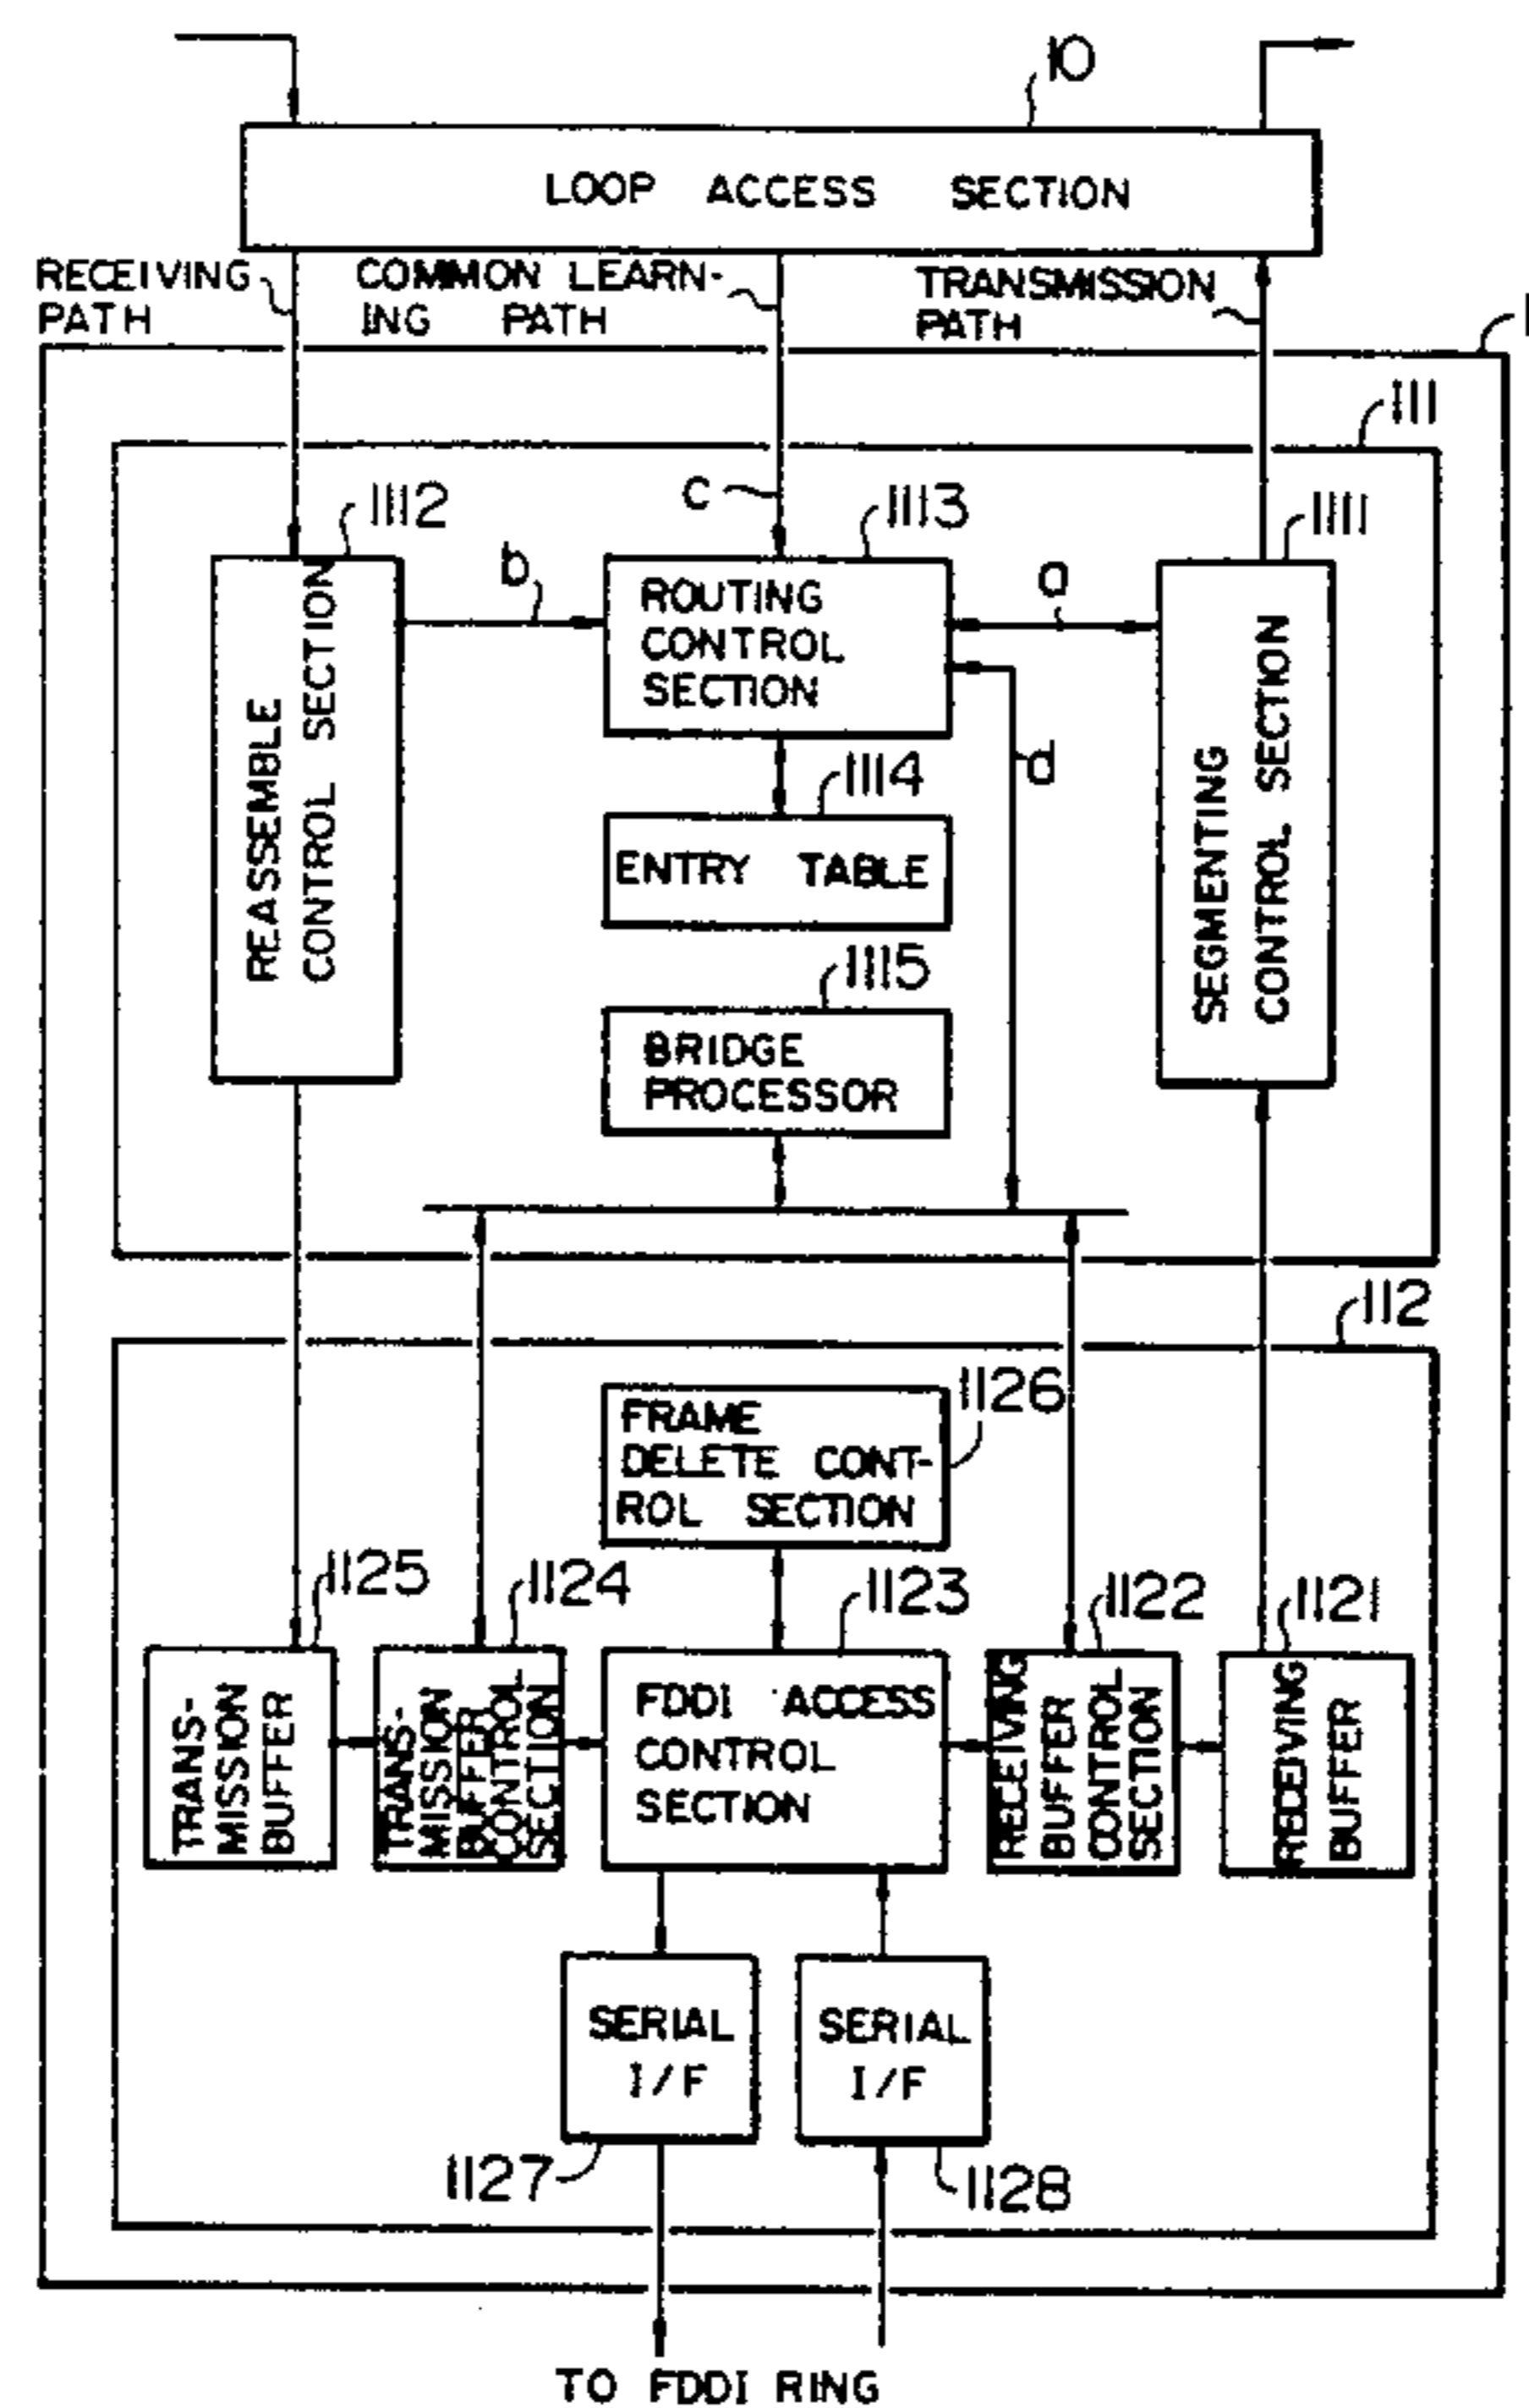 10
LOOP ACCESS SECTION
RECEIVING
PATH
COMMON LEARN-
ING PATH
TRANSMISSION
PATH
111
c
1112
1113
1111
b
a
ROUTING
CONTROL
SECTION
REASSEMBLE
CONTROL SECTION
SEGMENTING
CONTROL SECTION
d
1114
ENTRY TABLE
1115
BRIDGE
PROCESSOR
112
1126
FRAME
DELETE CONT-
ROL SECTION
1125
1124
1123
1122
1121
TRANS-
MISSION
BUFFER
TRANS-
MISSION
BUFFER
CONTROL
SECTION
FDDI ACCESS
CONTROL
SECTION
RECEIVING
BUFFER
CONTROL
SECTION
RECEIVING
BUFFER
SERIAL
I/F
SERIAL
I/F
1127
1128
TO FDDI RING